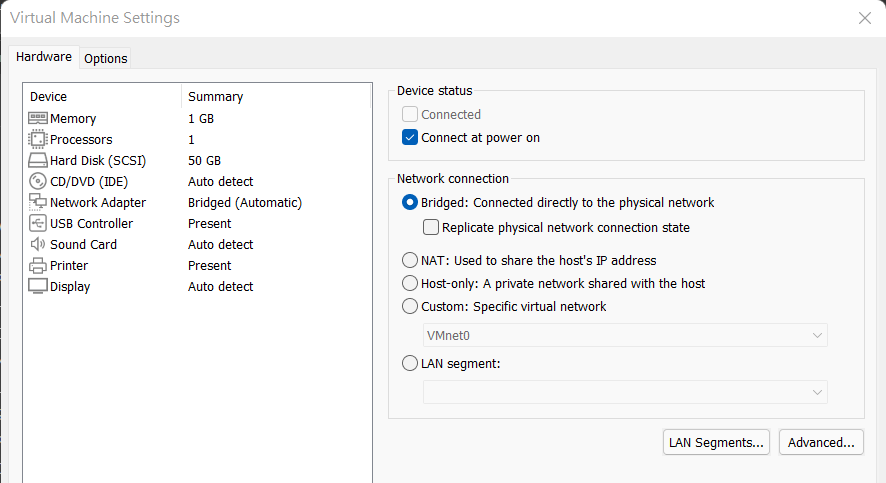 Virtual Machine Settings
Hardware Options
Device Summary
Memory 1 GB
Processors 1
Hard Disk (SCSI) 50 GB
CD/DVD (IDE) Auto detect
Network Adapter Bridged (Automatic)
USB Controller Present
Sound Card Auto detect
Printer Present
Display Auto detect
Device status
Connected
Connect at power on
Network connection
Bridged: Connected directly to the physical network
Replicate physical network connection state
NAT: Used to share the host's IP address
Host-only: A private network shared with the host
Custom: Specific virtual network
VMnet0
LAN segment:
LAN Segments... Advanced...